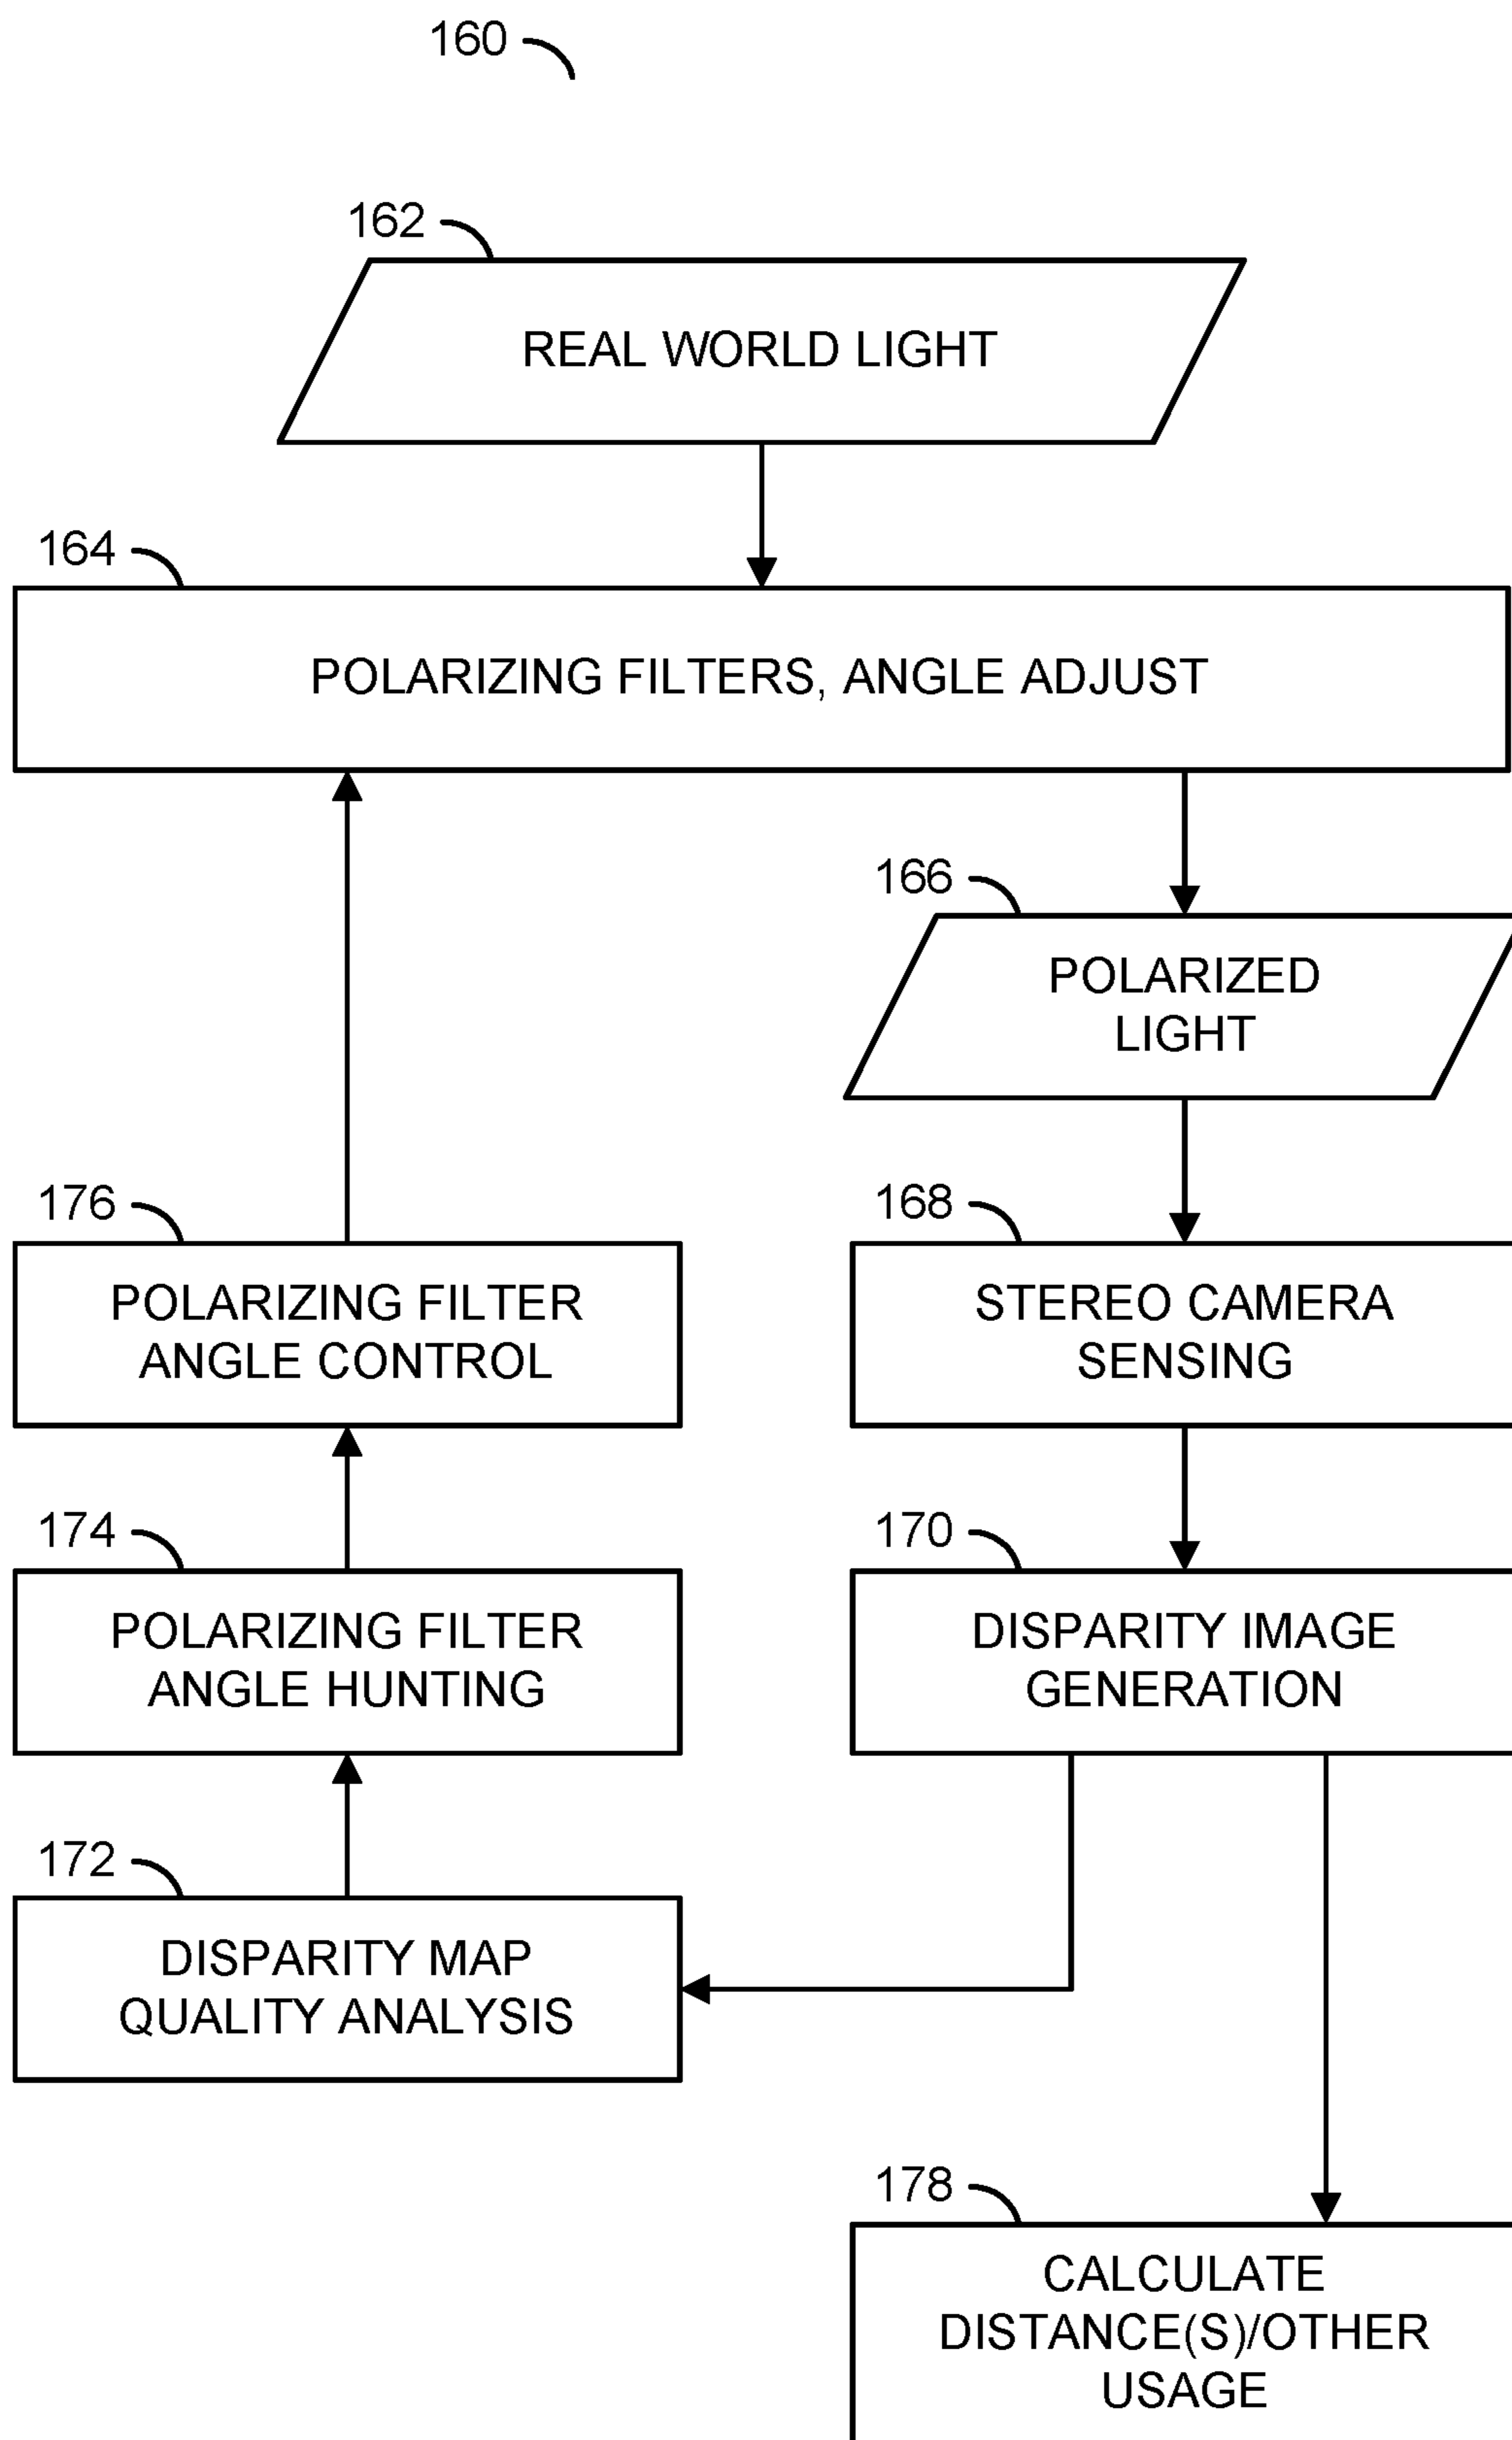 160
162
REAL WORLD LIGHT
164
POLARIZING FILTERS, ANGLE ADJUST
166
POLARIZED
LIGHT
176
POLARIZING FILTER
ANGLE CONTROL
168
STEREO CAMERA
SENSING
174
POLARIZING FILTER
ANGLE HUNTING
170
DISPARITY IMAGE
GENERATION
172
DISPARITY MAP
QUALITY ANALYSIS
178
CALCULATE
DISTANCE(S)/OTHER
USAGE